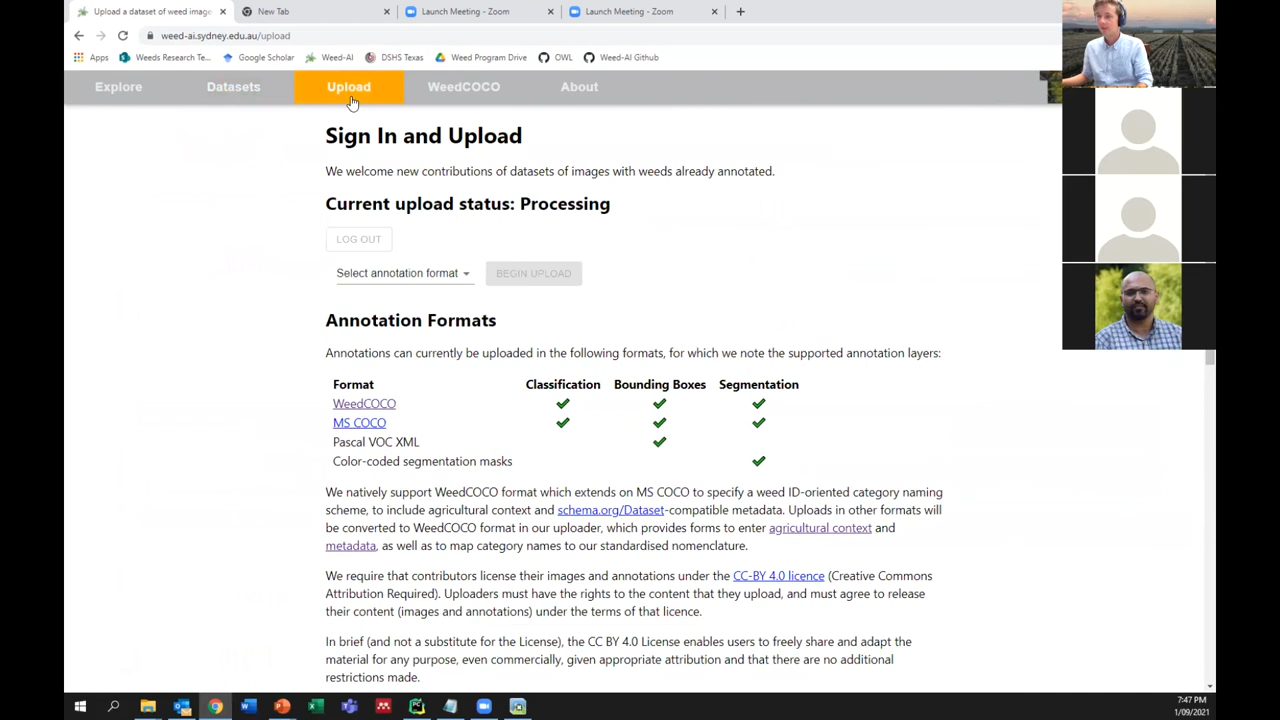 Upload a dataset of weed image
New Tab
Launch Meeting - Zoom
Launch Meeting - Zoom
weed-ai.sydney.edu.au/upload
Apps
Weeds Research Te...
Google Scholar
Weed-AI
DSHS Texas
Weed Program Drive
OWL
Weed-AI Github
Explore
Datasets
Upload
WeedCOCO
About
Sign In and Upload
We welcome new contributions of datasets of images with weeds already annotated.
Current upload status: Processing
LOG OUT
Select annotation format
BEGIN UPLOAD
Annotation Formats
Annotations can currently be uploaded in the following formats, for which we note the supported annotation layers:
Format Classification Bounding Boxes Segmentation
WeedCOCO
MS COCO
Pascal VOC XML
Color-coded segmentation masks
We natively support WeedCOCO format which extends on MS COCO to specify a weed ID-oriented category naming
scheme, to include agricultural context and schema.org/Dataset-compatible metadata. Uploads in other formats will
be converted to WeedCOCO format in our uploader, which provides forms to enter agricultural context and
metadata, as well as to map category names to our standardised nomenclature.
We require that contributors license their images and annotations under the CC-BY 4.0 licence (Creative Commons
Attribution Required). Uploaders must have the rights to the content that they upload, and must agree to release
their content (images and annotations) under the terms of that licence.
In brief (and not a substitute for the License), the CC BY 4.0 License enables users to freely share and adapt the
material for any purpose, even commercially, given appropriate attribution and that there are no additional
restrictions made.
7:47 PM
1/09/2021